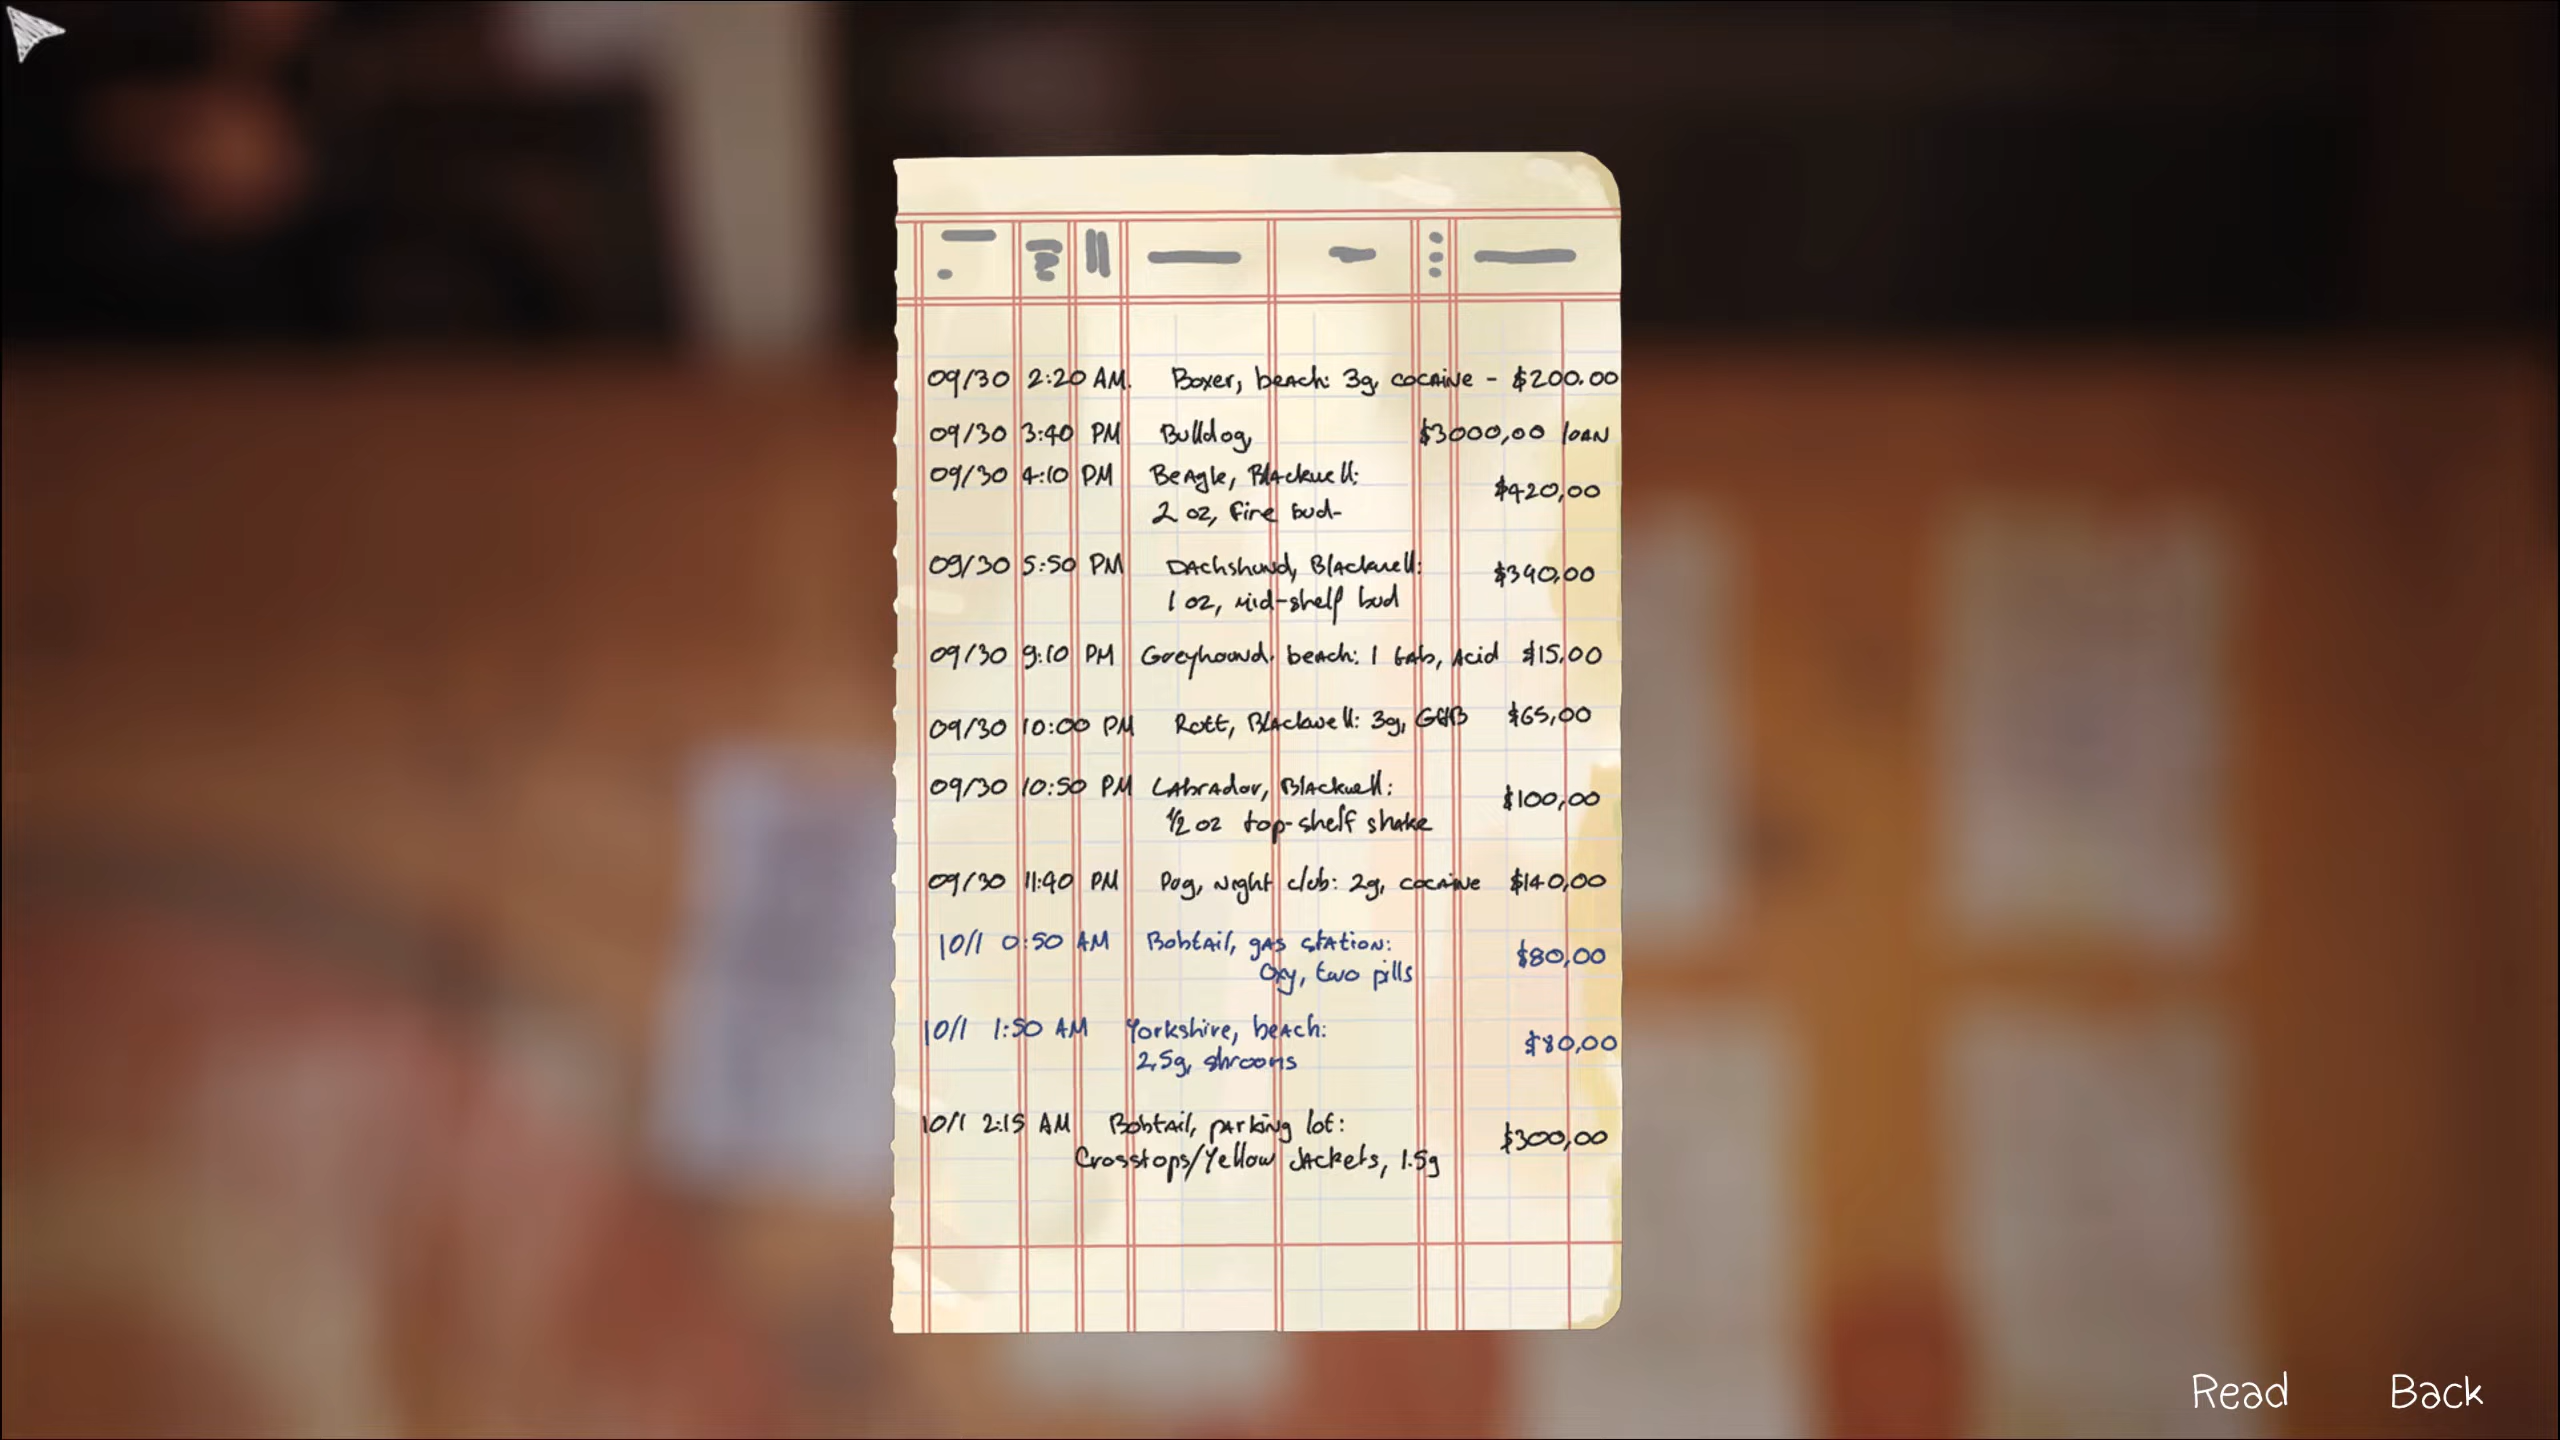 09/30 2:20 AM. Boxer, beach: 3g, cocaine - $200.00
09/30 3:40 PM Bulldog, $3000,00 loan
09/30 4:10 PM Beagle, Blackwell: $420,00
2 oz, fine bud-
09/30 5:50 PM Dachshund, Blackwell: $340,00
1 oz, mid-shelf bud
09/30 9:10 PM Greyhound, beach: 1 tab, acid $15.00
09/30 10:00 PM Rott, Blackwell: 3g, GHB $65,00
09/30 10:50 PM Labrador, Blackwell: $100,00
1/2 oz top-shelf shake
09/30 11:40 PM Pog, night club: 2g, cocaine $140,00
10/1 0:50 AM Bobtail, gas station: $80,00
Oxy, two pills
10/1 1:50 AM Yorkshire, beach: $80,00
2,5g, shrooms
10/1 2:15 AM Bobtail, parking lot: $300,00
Crosstops/Yellow Jackets, 1.5g
Read Back